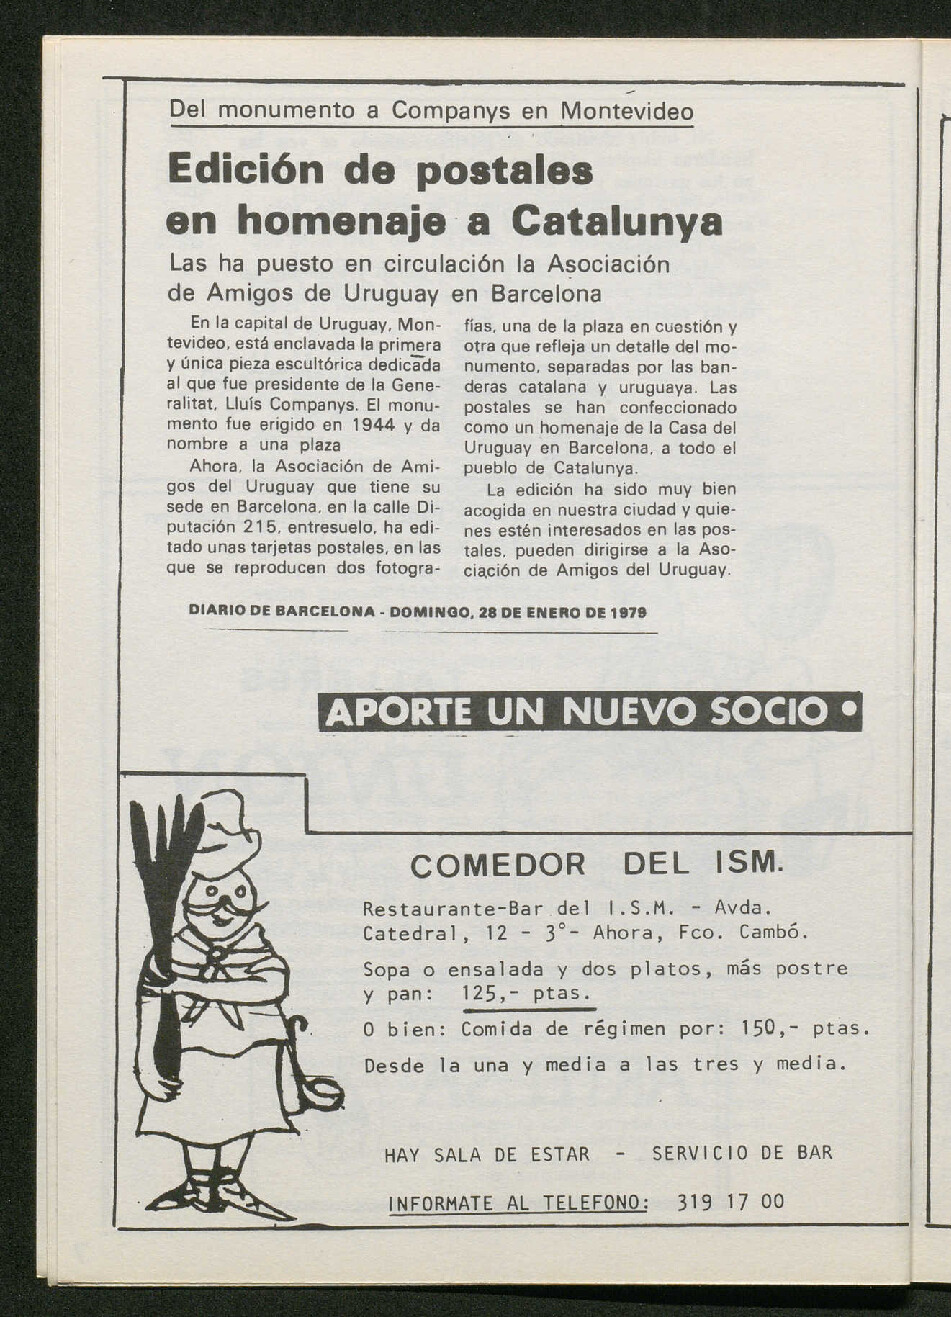 Del monumento a Companys en Montevideo
Edición de postales
en homenaje a Catalunya
Las ha puesto en circulación la Asociación
de Amigos de Uruguay en Barcelona
En la capital de Uruguay, Mon-
tevideo, está enclavada la primera
y única pieza escultórica dedicada
al que fue presidente de la Gene-
ralitat, Lluís Companys. El monu-
mento fue erigido en 1944 y da
nombre a una plaza
Ahora, la Asociación de Ami-
gos del Uruguay que tiene su
sede en Barcelona, en la calle Di-
putación 215, entresuelo, ha edi-
tado unas tarjetas postales, en las
que se reproducen dos fotogra-
fías, una de la plaza en cuestión y
otra que refleja un detalle del mo-
numento, separadas por las ban-
deras catalana y uruguaya. Las
postales se han confeccionado
como un homenaje de la Casa del
Uruguay en Barcelona, a todo el
pueblo de Catalunya.
La edición ha sido muy bien
acogida en nuestra ciudad y quie-
nes estén interesados en las pos-
tales, pueden dirigirse a la Aso-
ciación de Amigos del Uruguay.
DIARIO DE BARCELONA - DOMINGO, 28 DE ENERO DE 1979
APORTE UN NUEVO SOCIO •
COMEDOR DEL ISM.
Restaurante-Bar del I.S.M. - Avda.
Catedral, 12 - 3°- Ahora, Fco. Cambó.
Sopa o ensalada y dos platos, más postre
y pan: 125,- ptas.
O bien: Comida de régimen por: 150,- ptas.
Desde la una y media a las tres y media.
HAY SALA DE ESTAR - SERVICIO DE BAR
INFORMATE AL TELEFONO: 319 17 00